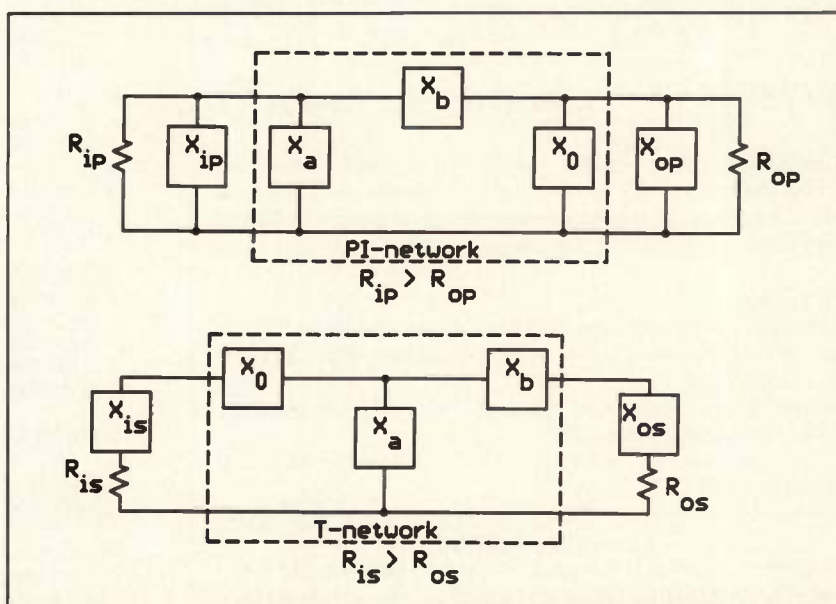 X_b
R_ip X_ip X_a X_0 X_op R_op
PI-network
R_ip > R_op
X_0 X_b
X_is X_a X_os
R_is R_os
T-network
R_is > R_os